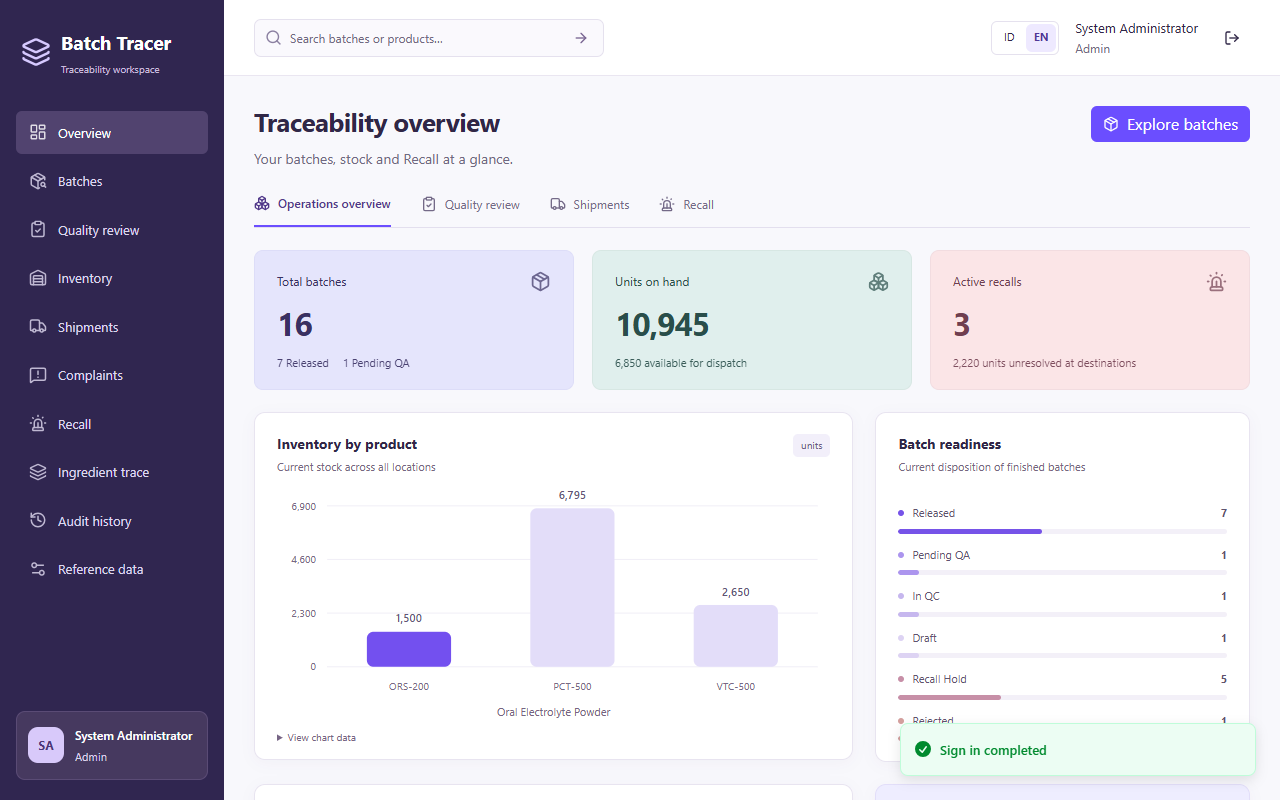 Batch Tracer
Traceability workspace
Overview
Batches
Quality review
Inventory
Shipments
Complaints
Recall
Ingredient trace
Audit history
Reference data
SA
System Administrator
Admin
Search batches or products...
ID
EN
System Administrator
Admin
Traceability overview
Your batches, stock and Recall at a glance.
Explore batches
Operations overview
Quality review
Shipments
Recall
Total batches
16
7 Released
1 Pending QA
Units on hand
10,945
6,850 available for dispatch
Active recalls
3
2,220 units unresolved at destinations
Inventory by product
Current stock across all locations
units
6,900
4,600
2,300
0
1,500
6,795
2,650
ORS-200
PCT-500
VTC-500
Oral Electrolyte Powder
View chart data
Batch readiness
Current disposition of finished batches
Released
7
Pending QA
1
In QC
1
Draft
1
Recall Hold
5
Rejected
1
Sign in completed